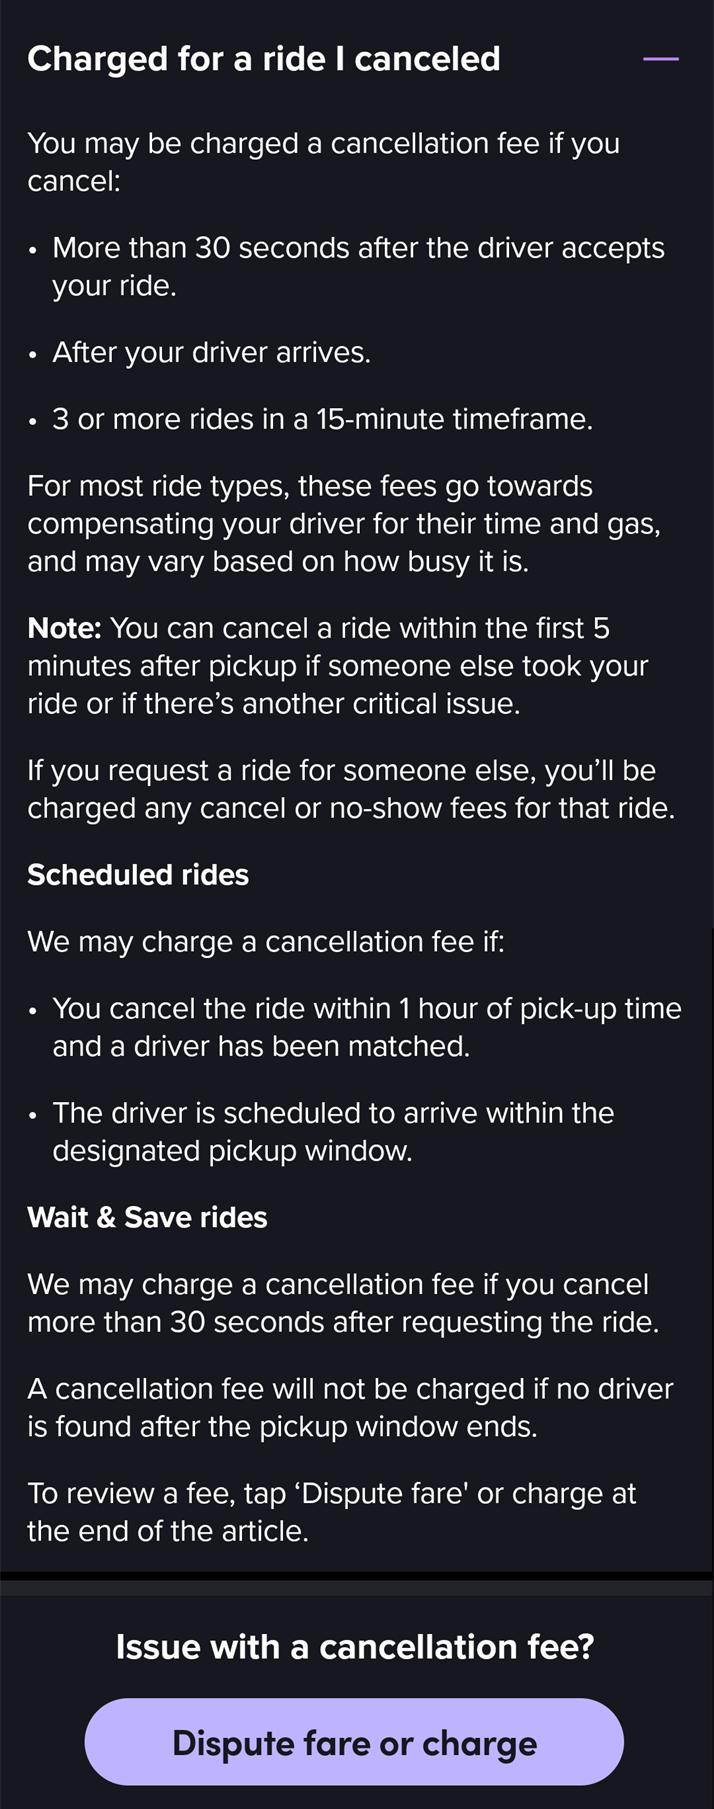 Charged for a ride I canceled
You may be charged a cancellation fee if you
cancel:
• More than 30 seconds after the driver accepts
your ride.
• After your driver arrives.
• 3 or more rides in a 15-minute timeframe.
For most ride types, these fees go towards
compensating your driver for their time and gas,
and may vary based on how busy it is.
Note: You can cancel a ride within the first 5
minutes after pickup if someone else took your
ride or if there’s another critical issue.
If you request a ride for someone else, you’ll be
charged any cancel or no-show fees for that ride.
Scheduled rides
We may charge a cancellation fee if:
• You cancel the ride within 1 hour of pick-up time
and a driver has been matched.
• The driver is scheduled to arrive within the
designated pickup window.
Wait & Save rides
We may charge a cancellation fee if you cancel
more than 30 seconds after requesting the ride.
A cancellation fee will not be charged if no driver
is found after the pickup window ends.
To review a fee, tap ‘Dispute fare' or charge at
the end of the article.
Issue with a cancellation fee?
Dispute fare or charge